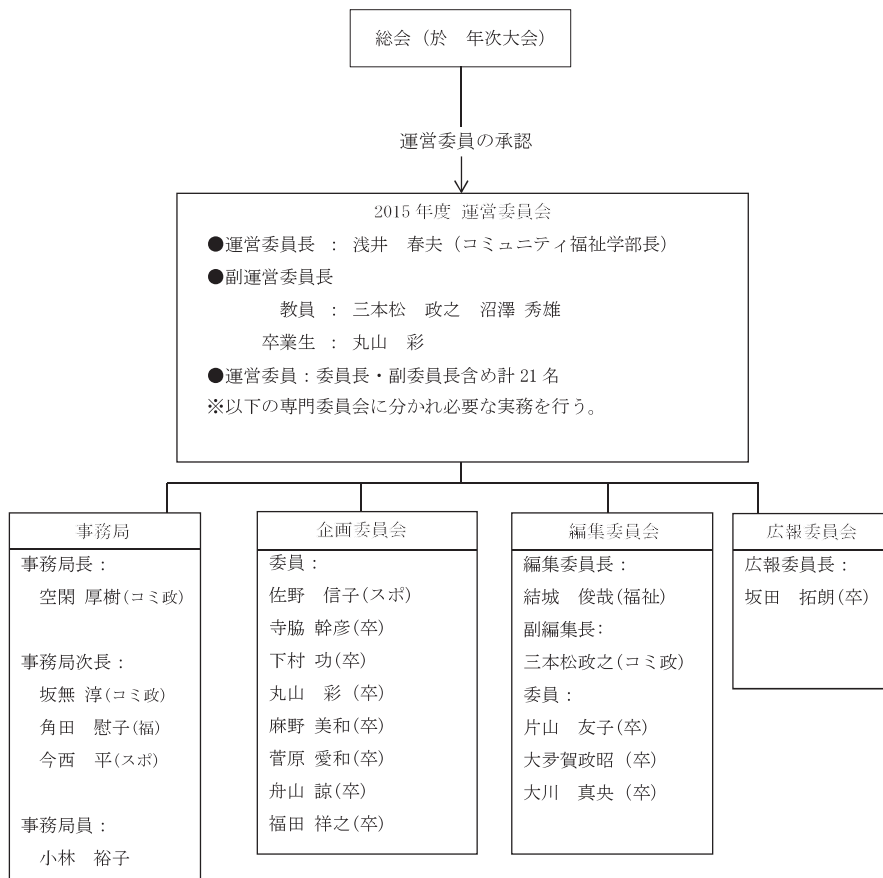 総会（於　年次大会）
運営委員の承認
2015年度 運営委員会
●運営委員長 ： 浅井　春夫（コミュニティ福祉学部長）
●副運営委員長
教員 ： 三本松　政之　沼澤 秀雄
卒業生 ： 丸山　彩
●運営委員：委員長・副委員長含め計21名
※以下の専門委員会に分かれ必要な実務を行う。
事務局
事務局長：
空閑 厚樹(コミ政)
事務局次長：
坂無 淳(コミ政)
角田　慰子(福)
今西　平(スポ)
事務局員：
小林　裕子
企画委員会
委員：
佐野　信子(スポ)
寺脇 幹彦(卒)
下村 功(卒)
丸山　彩 (卒)
麻野 美和(卒)
菅原 愛和(卒)
舟山 諒(卒)
福田 祥之(卒)
編集委員会
編集委員長：
結城　俊哉(福祉)
副編集長：
三本松政之(コミ政)
委員：
片山　友子(卒)
大夛賀政昭（卒）
大川　真央（卒）
広報委員会
広報委員長：
坂田　拓朗(卒)